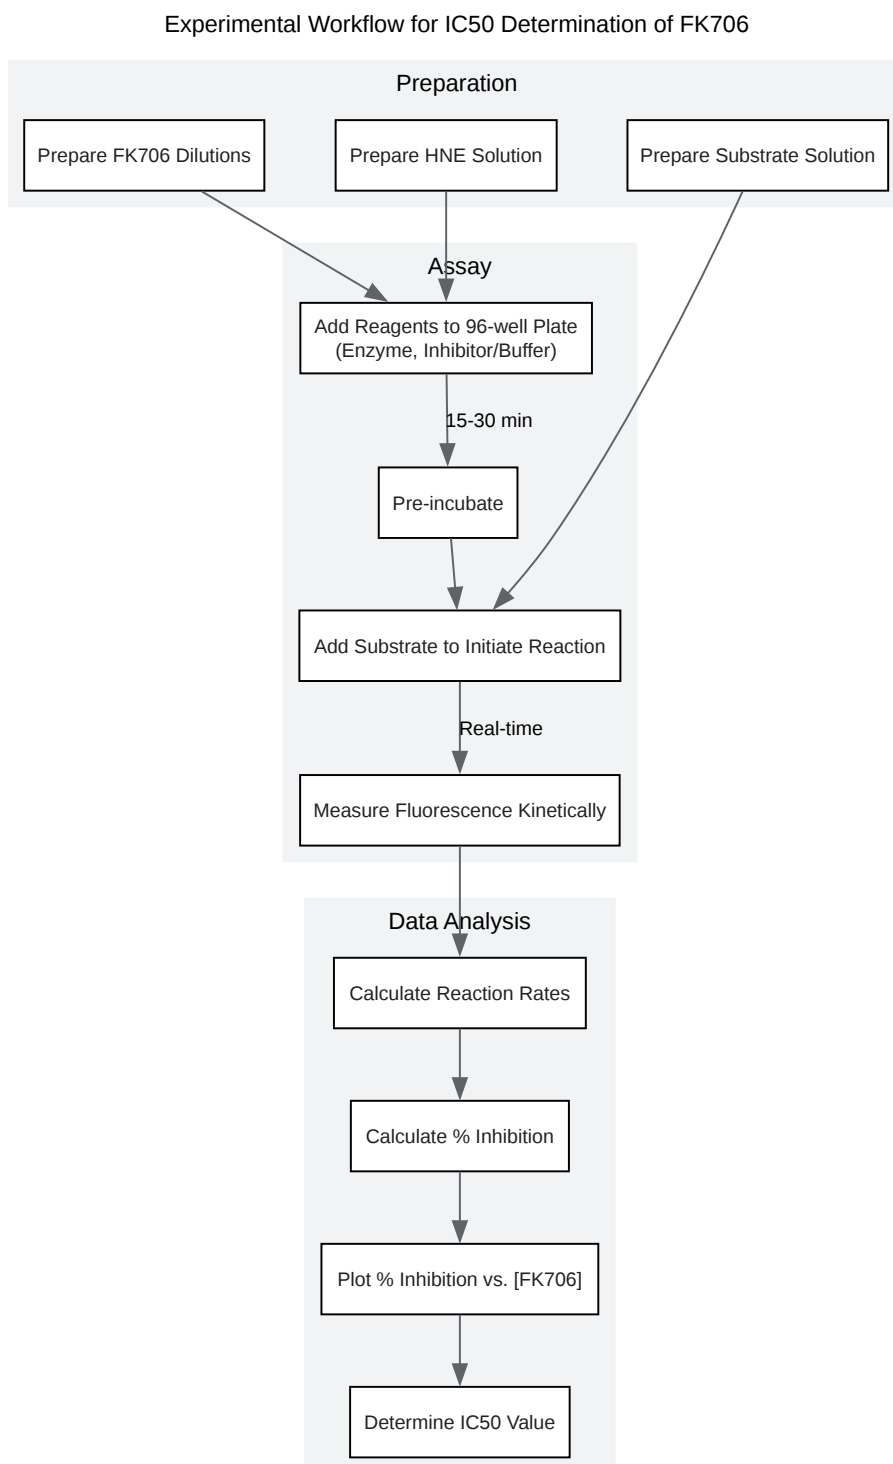 Experimental Workflow for IC50 Determination of FK706
Preparation
Prepare FK706 Dilutions
Prepare HNE Solution
Prepare Substrate Solution
Assay
Add Reagents to 96-well Plate
(Enzyme, Inhibitor/Buffer)
15-30 min
Pre-incubate
Add Substrate to Initiate Reaction
Real-time
Measure Fluorescence Kinetically
Data Analysis
Calculate Reaction Rates
Calculate % Inhibition
Plot % Inhibition vs. [FK706]
Determine IC50 Value